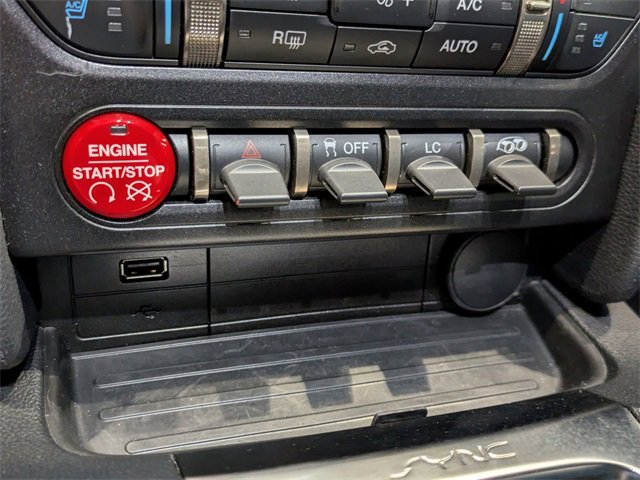 A/C
A/C
R
AUTO
ENGINE
START/STOP
OFF
LC
SYNC